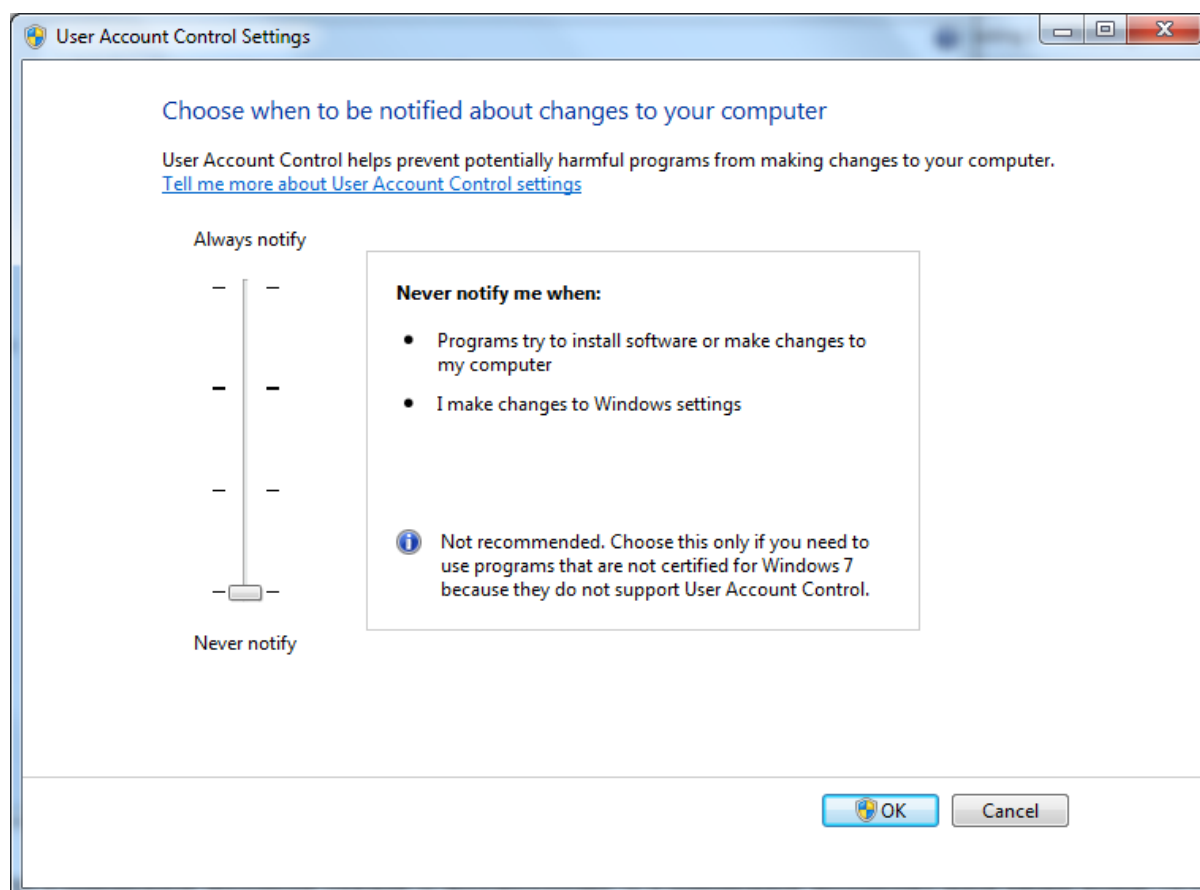 User Account Control Settings
Choose when to be notified about changes to your computer
User Account Control helps prevent potentially harmful programs from making changes to your computer.
Tell me more about User Account Control settings
Always notify
Never notify me when:
Programs try to install software or make changes to
my computer
I make changes to Windows settings
Not recommended. Choose this only if you need to
use programs that are not certified for Windows 7
because they do not support User Account Control.
Never notify
OK
Cancel